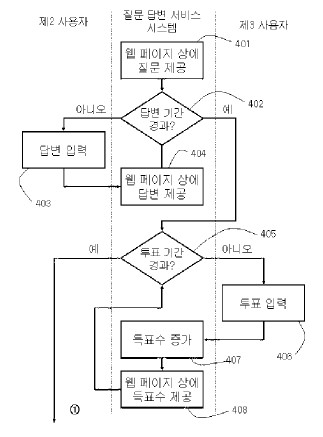 제2 사용자
질문 답변 서비스
시스템
제3 사용자
401
웹 페이지 상에
질문 제공
아니오
답변 기간
경과?
402
예
답변 입력
403
404
웹 페이지 상에
답변 제공
예
투표 기간
경과?
405
아니오
투표 입력
406
득표수 증가
407
웹 페이지 상에
득표수 제공
408
①